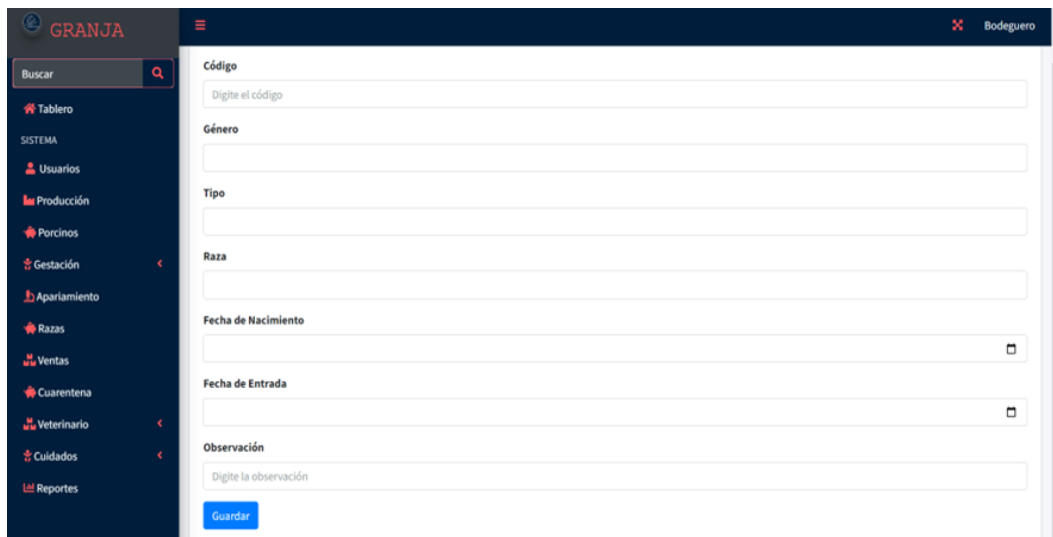 GRANJA
Bodeguero
Buscar
Tablero
SISTEMA
Usuarios
Producción
Porcinos
Gestación
Apariamiento
Razas
Ventas
Cuarentena
Veterinario
Cuidados
Reportes
Código
Digite el código
Género
Tipo
Raza
Fecha de Nacimiento
Fecha de Entrada
Observación
Digite la observación
Guardar